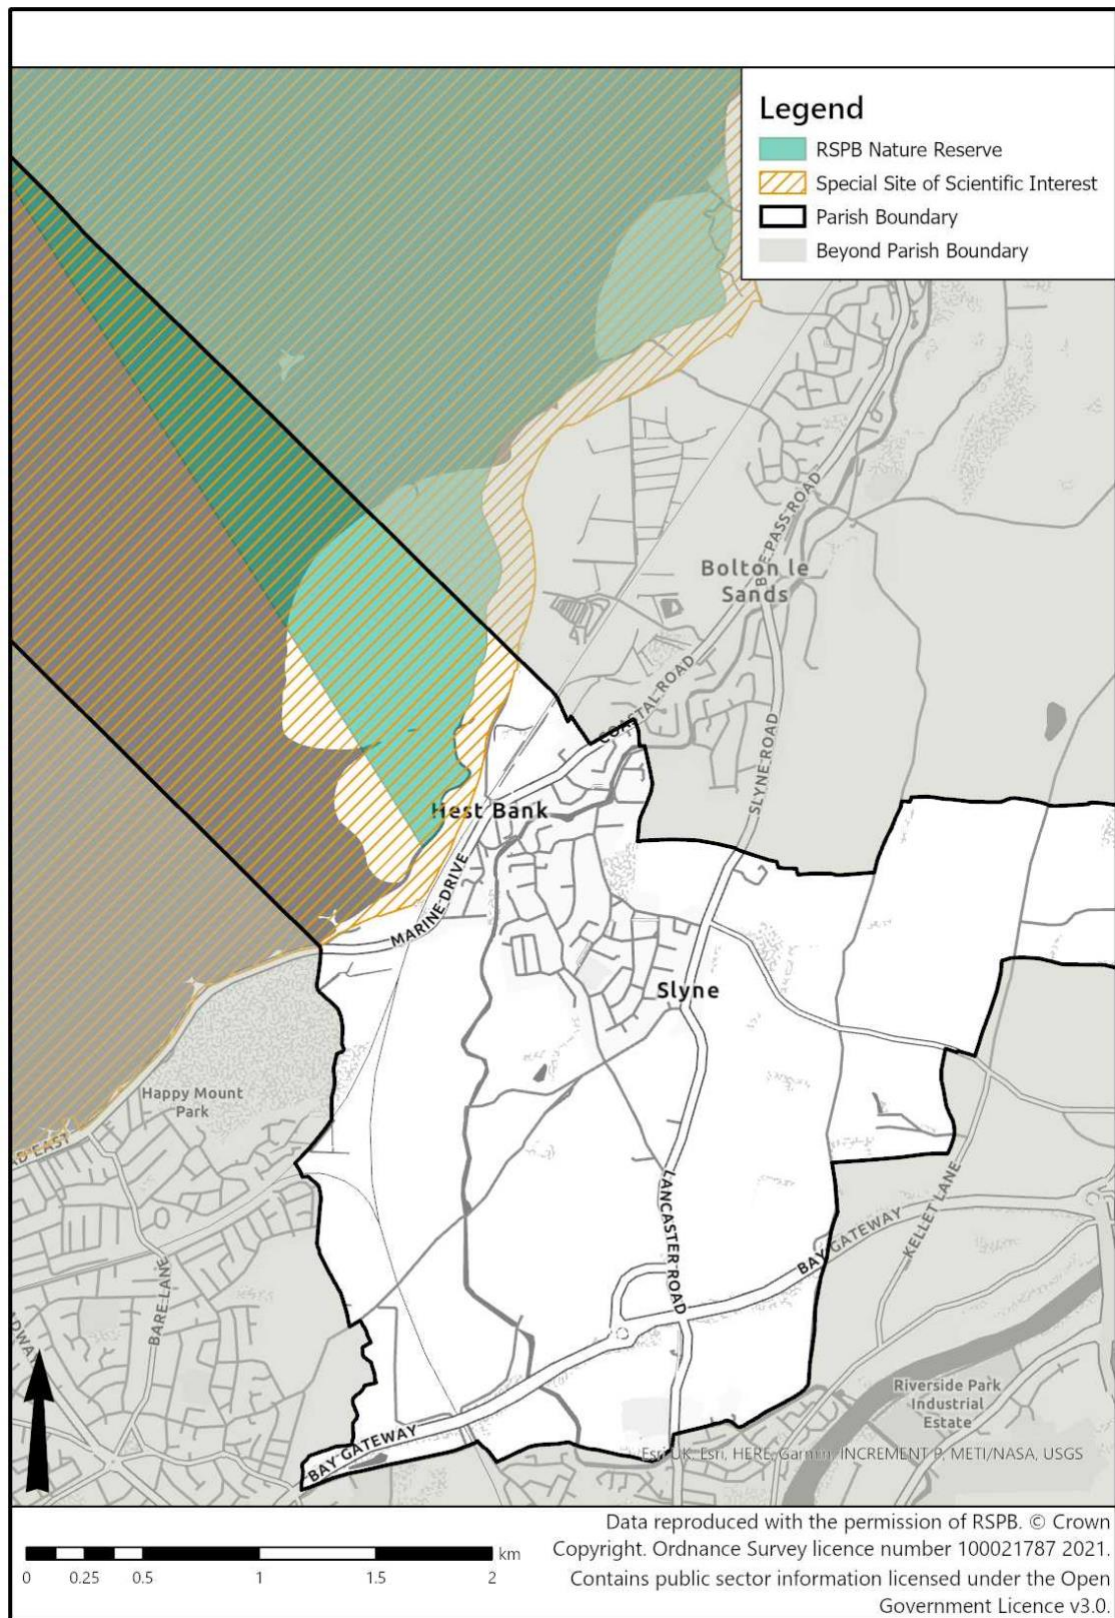 Legend
RSPB Nature Reserve
Special Site of Scientific Interest
Parish Boundary
Beyond Parish Boundary
BYE PASS ROAD
Bolton le
Sands
COASTAL ROAD
SLYNE ROAD
Hest Bank
MARINE DRIVE
Slyne
Happy Mount
Park
AD EAST
LANCASTER ROAD
BAY GATEWAY
KELLET LANE
BARE LANE
ADWAY
Riverside Park
Industrial
Estate
BAY GATEWAY
Esri UK, Esri, HERE, Garmin, INCREMENT P, METI/NASA, USGS
km
0 0.25 0.5 1 1.5 2
Data reproduced with the permission of RSPB. © Crown
Copyright. Ordnance Survey licence number 100021787 2021.
Contains public sector information licensed under the Open
Government Licence v3.0.